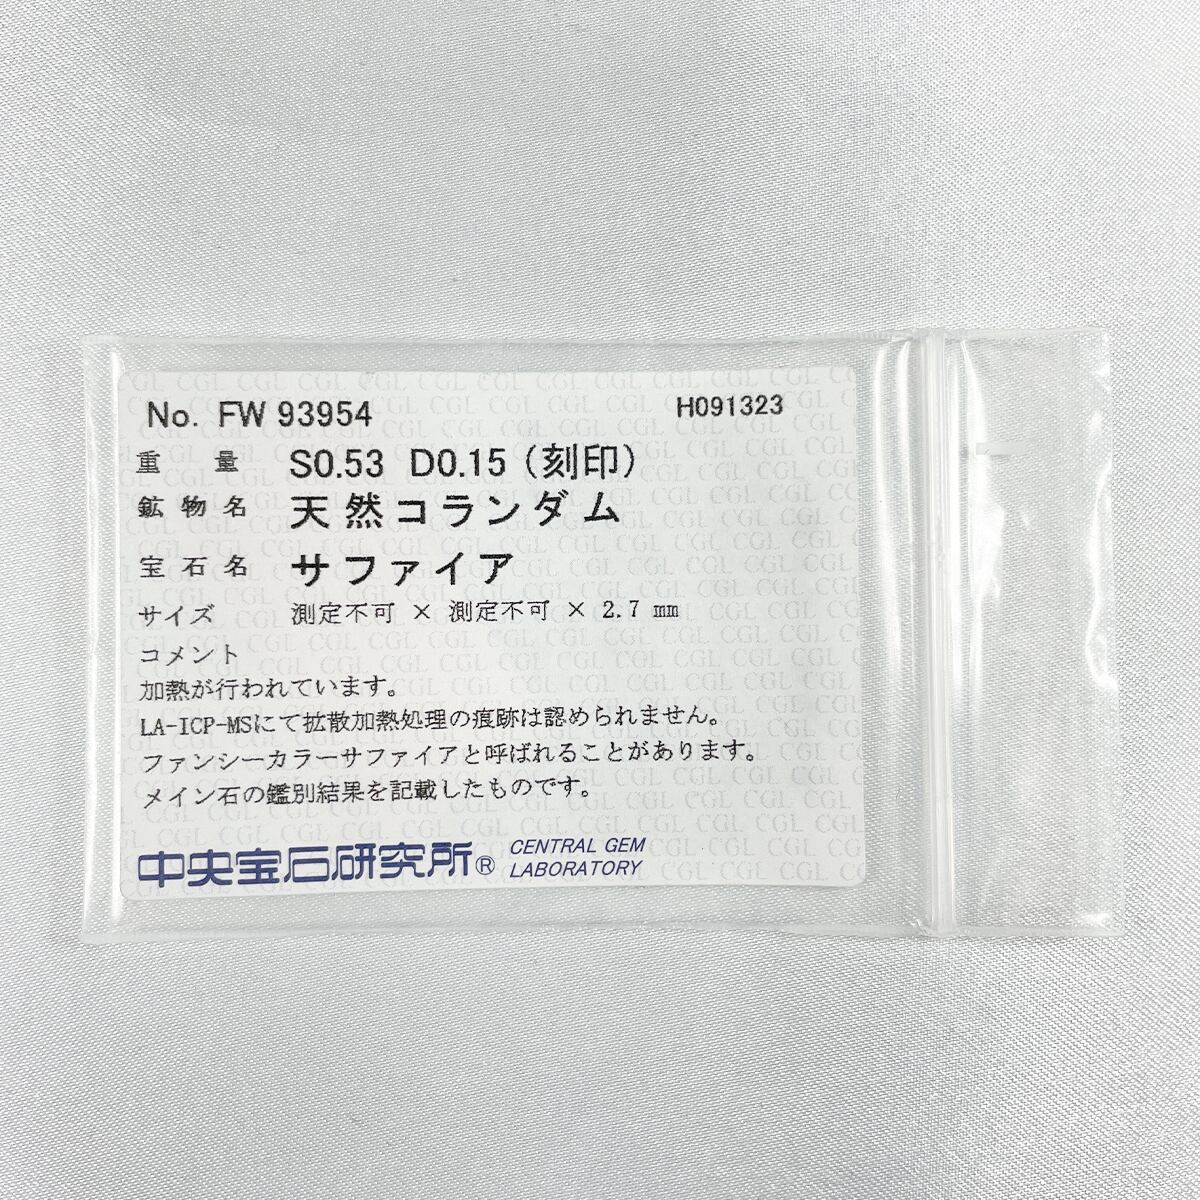 No. FW 93954 H091323
重 量 S0.53 D0.15 (刻印)
鉱物名 天然コランダム
宝石名 サファイア
サイズ 測定不可 × 測定不可 × 2.7 mm
コメント
加熱が行われています。
LA-ICP-MSにて拡散加熱処理の痕跡は認められません。
ファンシーカラーサファイアと呼ばれることがあります。
メイン石の鑑別結果を記載したものです。
中央宝石研究所® CENTRAL GEM
LABORATORY